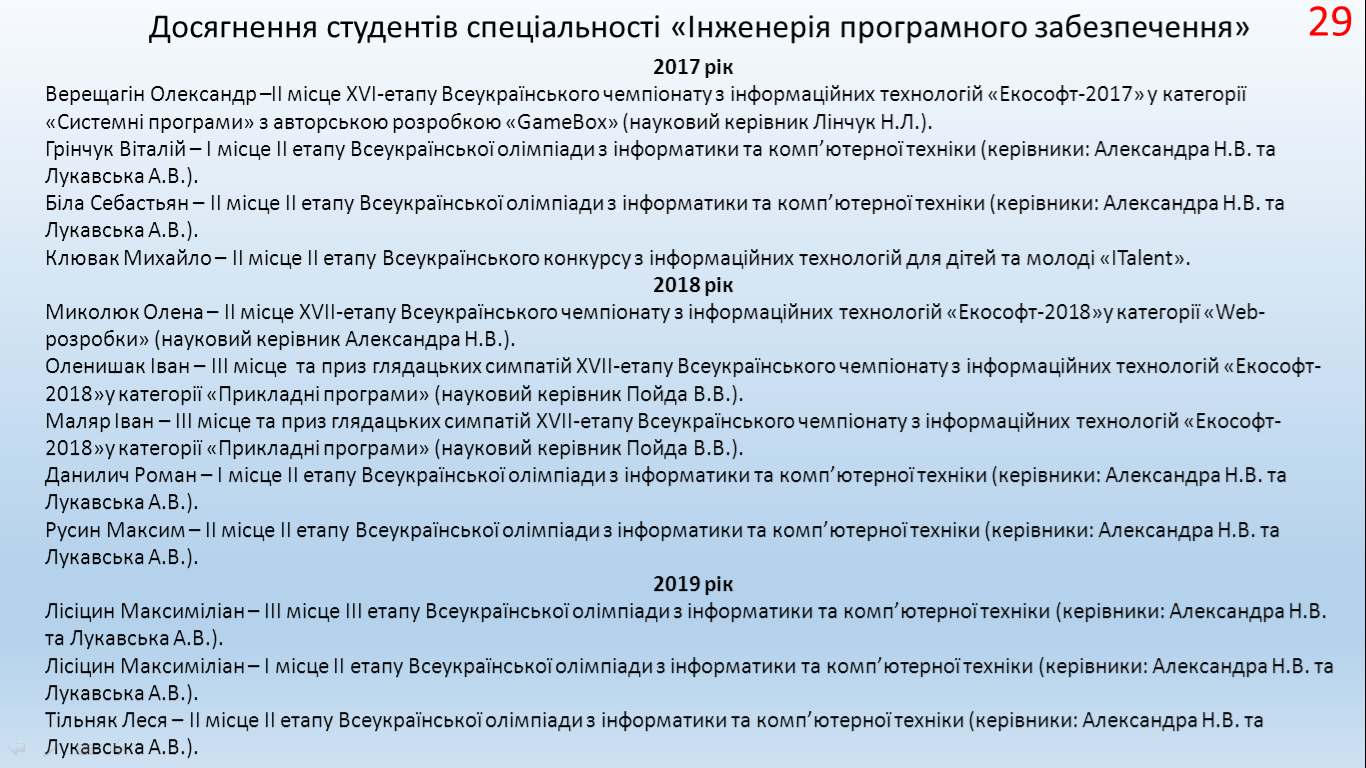 Досягнення студентів спеціальності «Інженерія програмного забезпечення»
29
2017 рік
Верещагін Олександр –ІІ місце XVI-етапу Всеукраїнського чемпіонату з інформаційних технологій «Екософт-2017» у категорії
«Системні програми» з авторською розробкою «GameBox» (науковий керівник Лінчук Н.Л.).
Грінчук Віталій – І місце ІІ етапу Всеукраїнської олімпіади з інформатики та комп’ютерної техніки (керівники: Александра Н.В. та
Лукавська А.В.).
Біла Себастьян – ІІ місце ІІ етапу Всеукраїнської олімпіади з інформатики та комп’ютерної техніки (керівники: Александра Н.В. та
Лукавська А.В.).
Клювак Михайло – ІІ місце ІІ етапу Всеукраїнського конкурсу з інформаційних технологій для дітей та молоді «ITalent».
2018 рік
Миколюк Олена – ІІ місце XVII-етапу Всеукраїнського чемпіонату з інформаційних технологій «Екософт-2018»у категорії «Web-
розробки» (науковий керівник Александра Н.В.).
Оленишак Іван – ІІІ місце та приз глядацьких симпатій XVII-етапу Всеукраїнського чемпіонату з інформаційних технологій «Екософт-
2018»у категорії «Прикладні програми» (науковий керівник Пойда В.В.).
Маляр Іван – ІІІ місце та приз глядацьких симпатій XVII-етапу Всеукраїнського чемпіонату з інформаційних технологій «Екософт-
2018»у категорії «Прикладні програми» (науковий керівник Пойда В.В.).
Данилич Роман – І місце ІІ етапу Всеукраїнської олімпіади з інформатики та комп’ютерної техніки (керівники: Александра Н.В. та
Лукавська А.В.).
Русин Максим – ІІ місце ІІ етапу Всеукраїнської олімпіади з інформатики та комп’ютерної техніки (керівники: Александра Н.В. та
Лукавська А.В.).
2019 рік
Лісіцин Максиміліан – ІІІ місце ІІІ етапу Всеукраїнської олімпіади з інформатики та комп’ютерної техніки (керівники: Александра Н.В.
та Лукавська А.В.).
Лісіцин Максиміліан – І місце ІІ етапу Всеукраїнської олімпіади з інформатики та комп’ютерної техніки (керівники: Александра Н.В. та
Лукавська А.В.).
Тільняк Леся – ІІ місце ІІ етапу Всеукраїнської олімпіади з інформатики та комп’ютерної техніки (керівники: Александра Н.В. та
Лукавська А.В.).